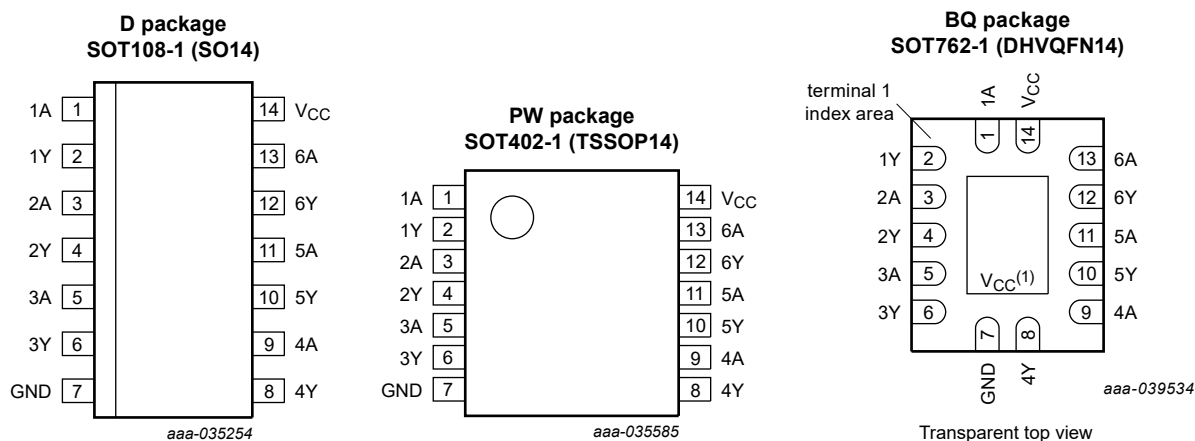 D package
SOT108-1 (SO14)
1A 1 14 VCC
1Y 2 13 6A
2A 3 12 6Y
2Y 4 11 5A
3A 5 10 5Y
3Y 6 9 4A
GND 7 8 4Y
aaa-035254
PW package
SOT402-1 (TSSOP14)
1A 1 14 VCC
1Y 2 13 6A
2A 3 12 6Y
2Y 4 11 5A
3A 5 10 5Y
3Y 6 9 4A
GND 7 8 4Y
aaa-035585
BQ package
SOT762-1 (DHVQFN14)
terminal 1
index area
1A VCC
1 14
1Y 2 13 6A
2A 3 12 6Y
2Y 4 11 5A
3A 5 10 5Y
VCC(1)
3Y 6 9 4A
7 8
GND 4Y
aaa-039534
Transparent top view